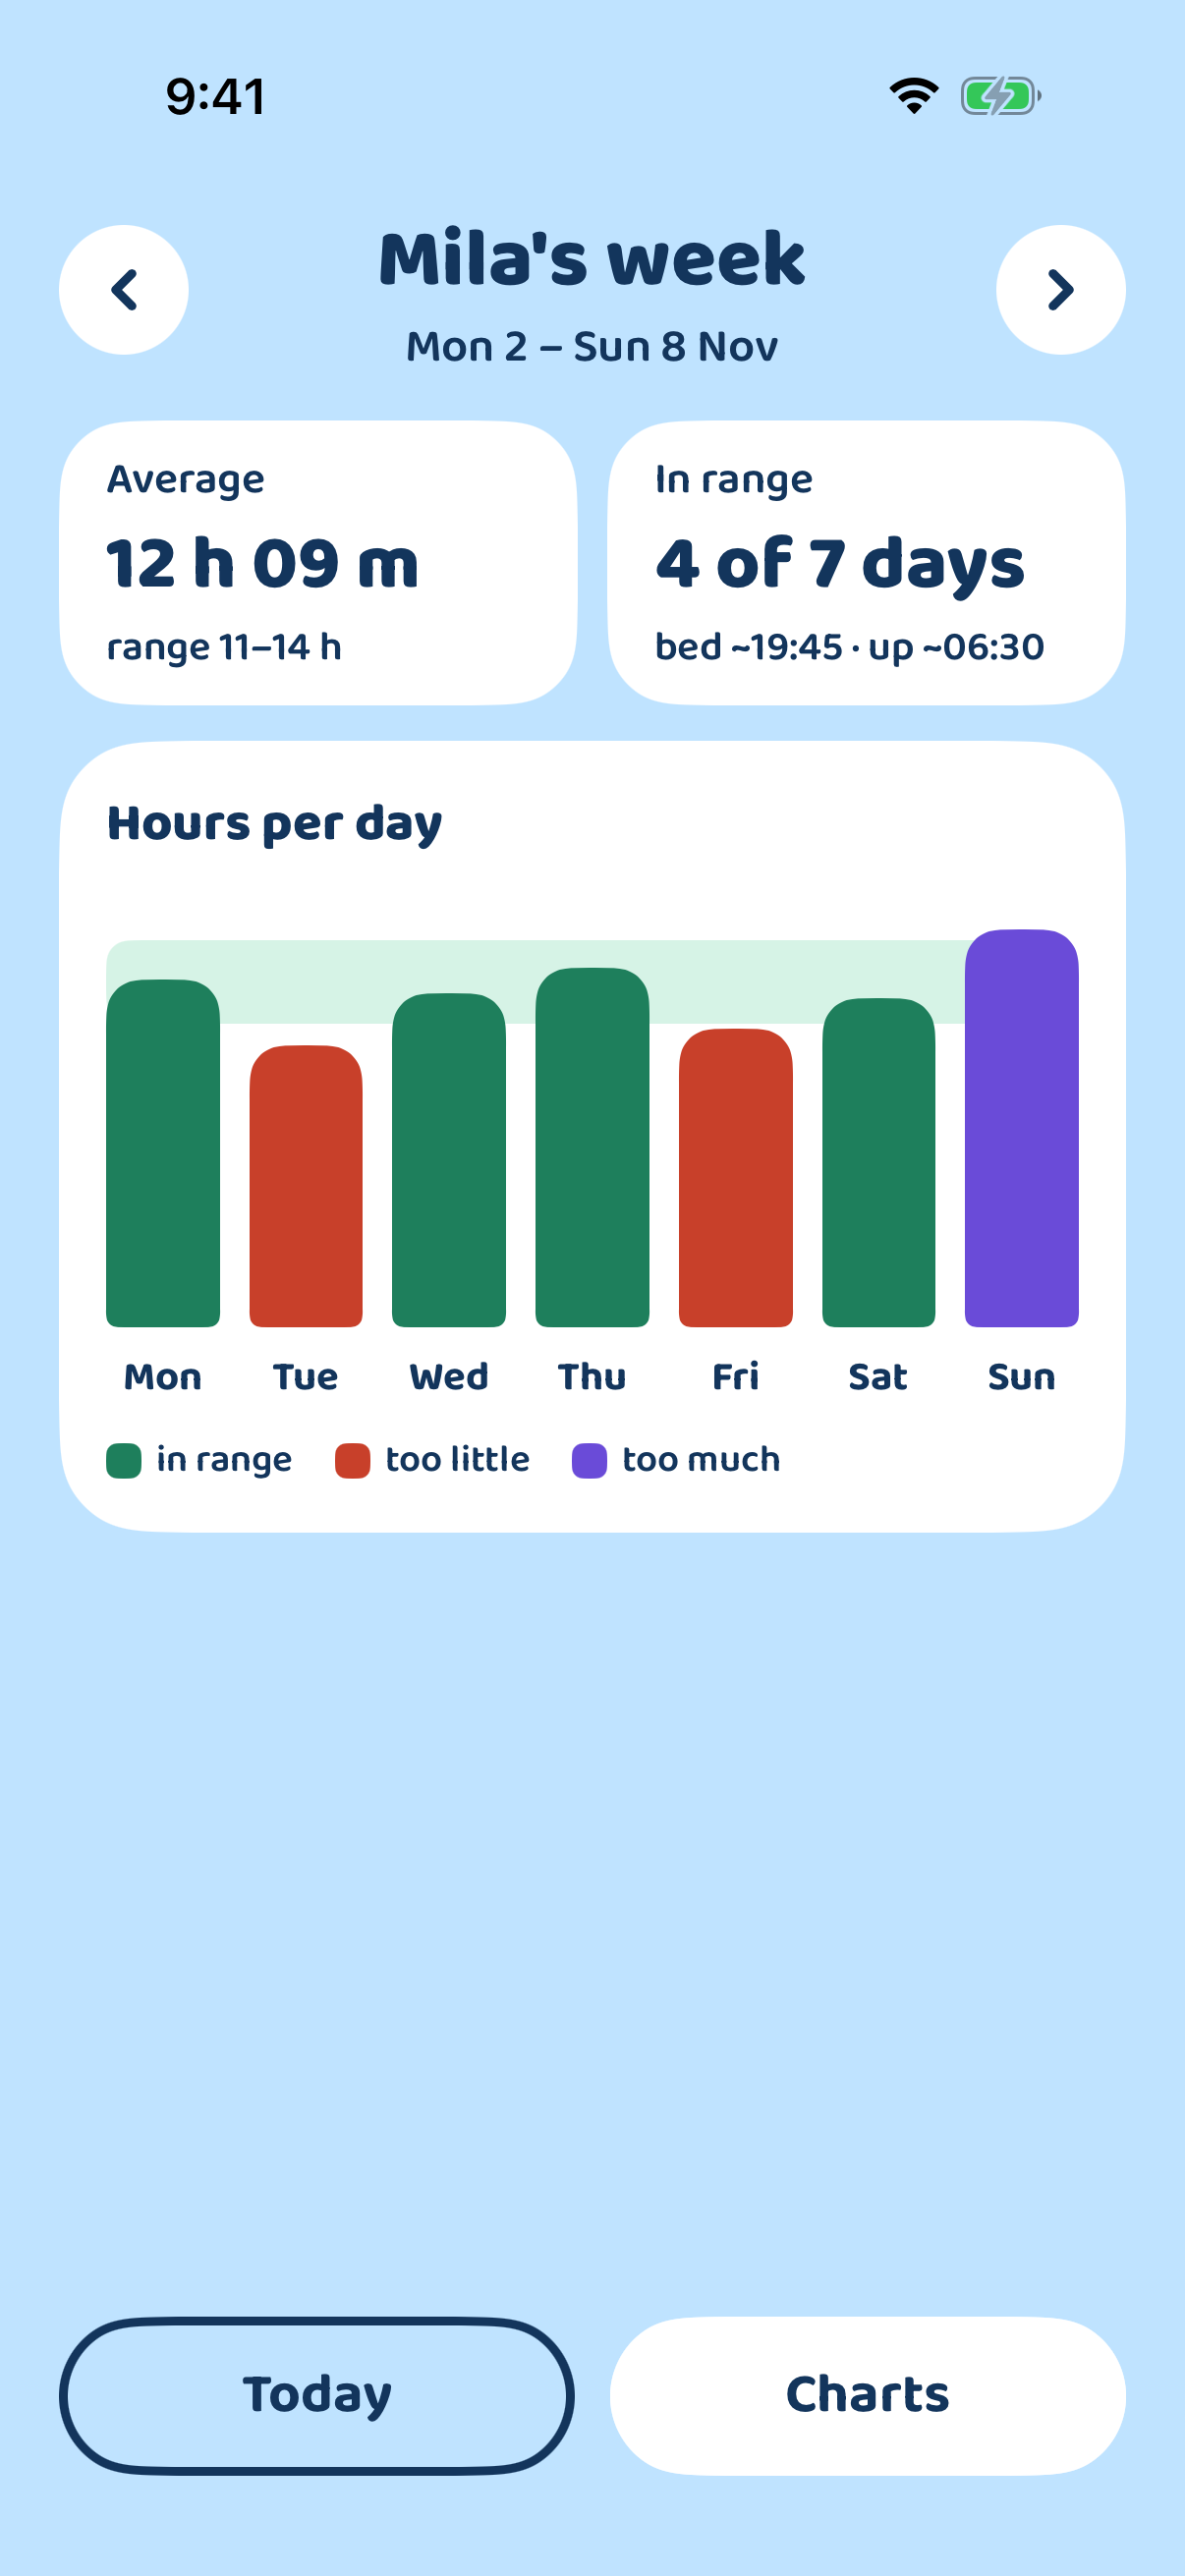 9:41
Mila's week
Mon 2 – Sun 8 Nov
Average
12 h 09 m
range 11–14 h
In range
4 of 7 days
bed ~19:45 · up ~06:30
Hours per day
Mon Tue Wed Thu Fri Sat Sun
in range too little too much
Today Charts